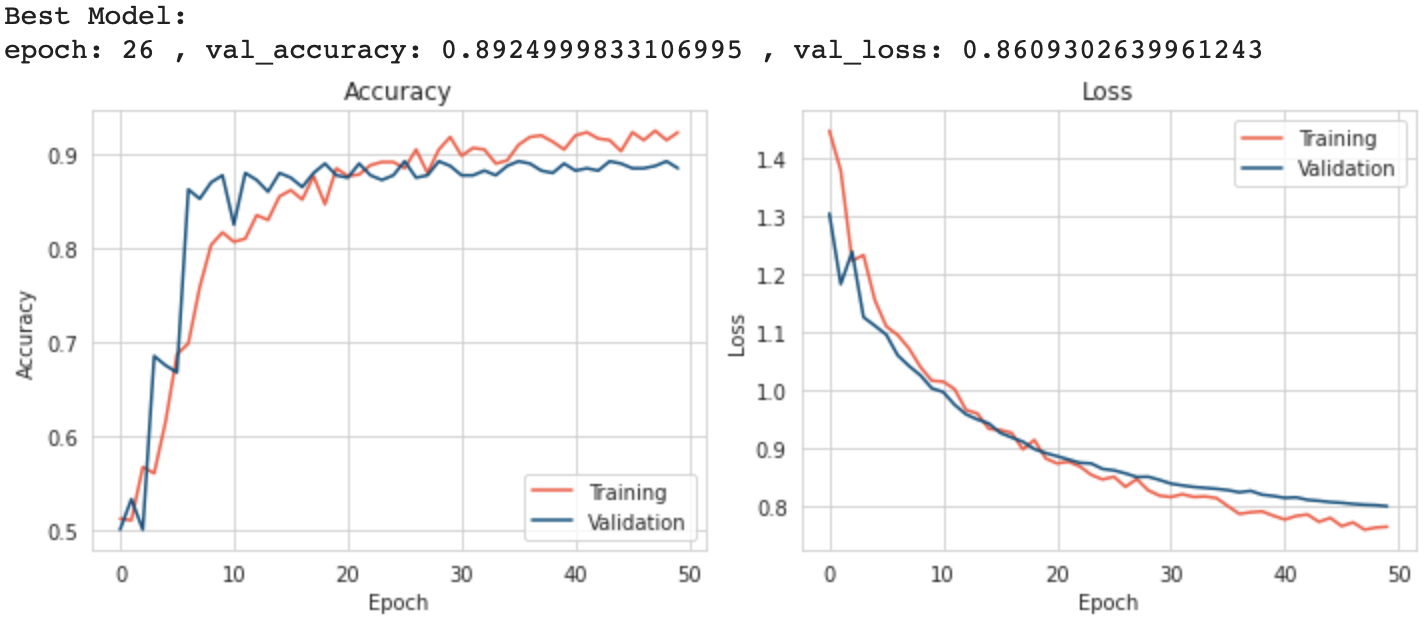 Best Model:
epoch: 26 , val_accuracy: 0.8924999833106995 , val_loss: 0.8609302639961243
Accuracy
0.9
0.8
0.7
0.6
0.5
Accuracy
Training
Validation
0
10
20
30
40
50
Epoch
Loss
1.4
1.3
1.2
1.1
1.0
0.9
0.8
Loss
Training
Validation
0
10
20
30
40
50
Epoch